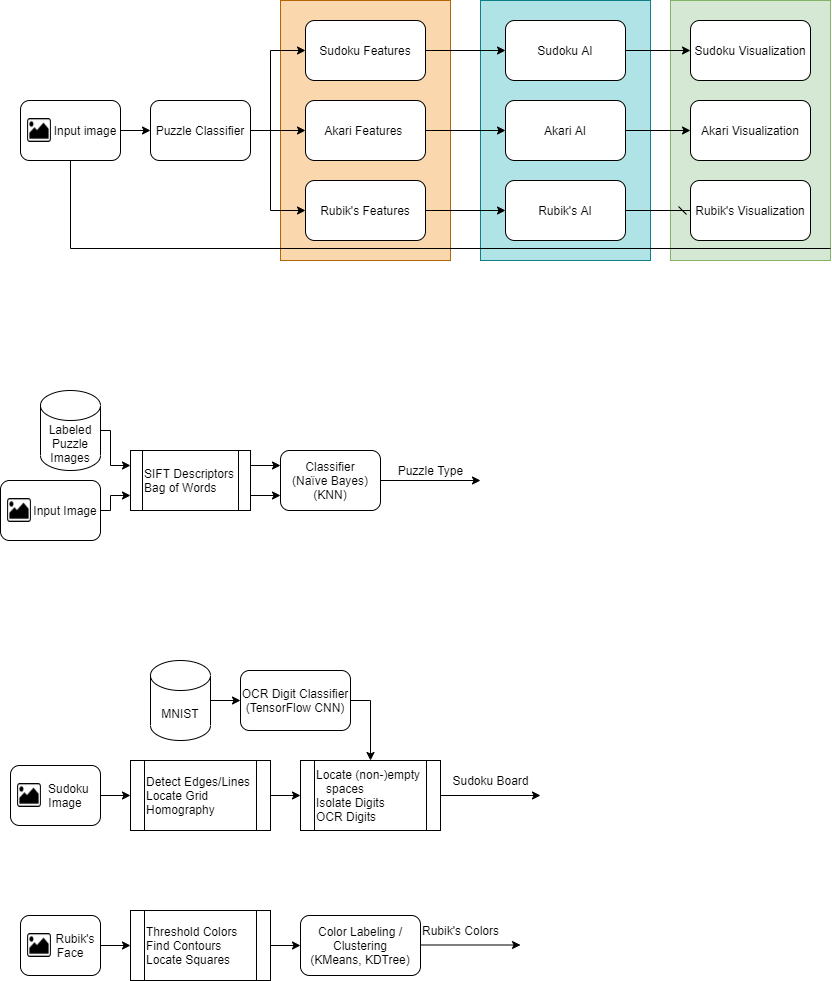 Sudoku Features
Sudoku AI
Sudoku Visualization
Input image
Puzzle Classifier
Akari Features
Akari AI
Akari Visualization
Rubik's Features
Rubik's AI
Rubik's Visualization
Labeled
Puzzle
Images
Input Image
SIFT Descriptors
Bag of Words
Classifier
(Naïve Bayes)
(KNN)
Puzzle Type
MNIST
OCR Digit Classifier
(TensorFlow CNN)
Sudoku
Image
Detect Edges/Lines
Locate Grid
Homography
Locate (non-)empty
spaces
Isolate Digits
OCR Digits
Sudoku Board
Rubik's
Face
Threshold Colors
Find Contours
Locate Squares
Color Labeling /
Clustering
(KMeans, KDTree)
Rubik's Colors